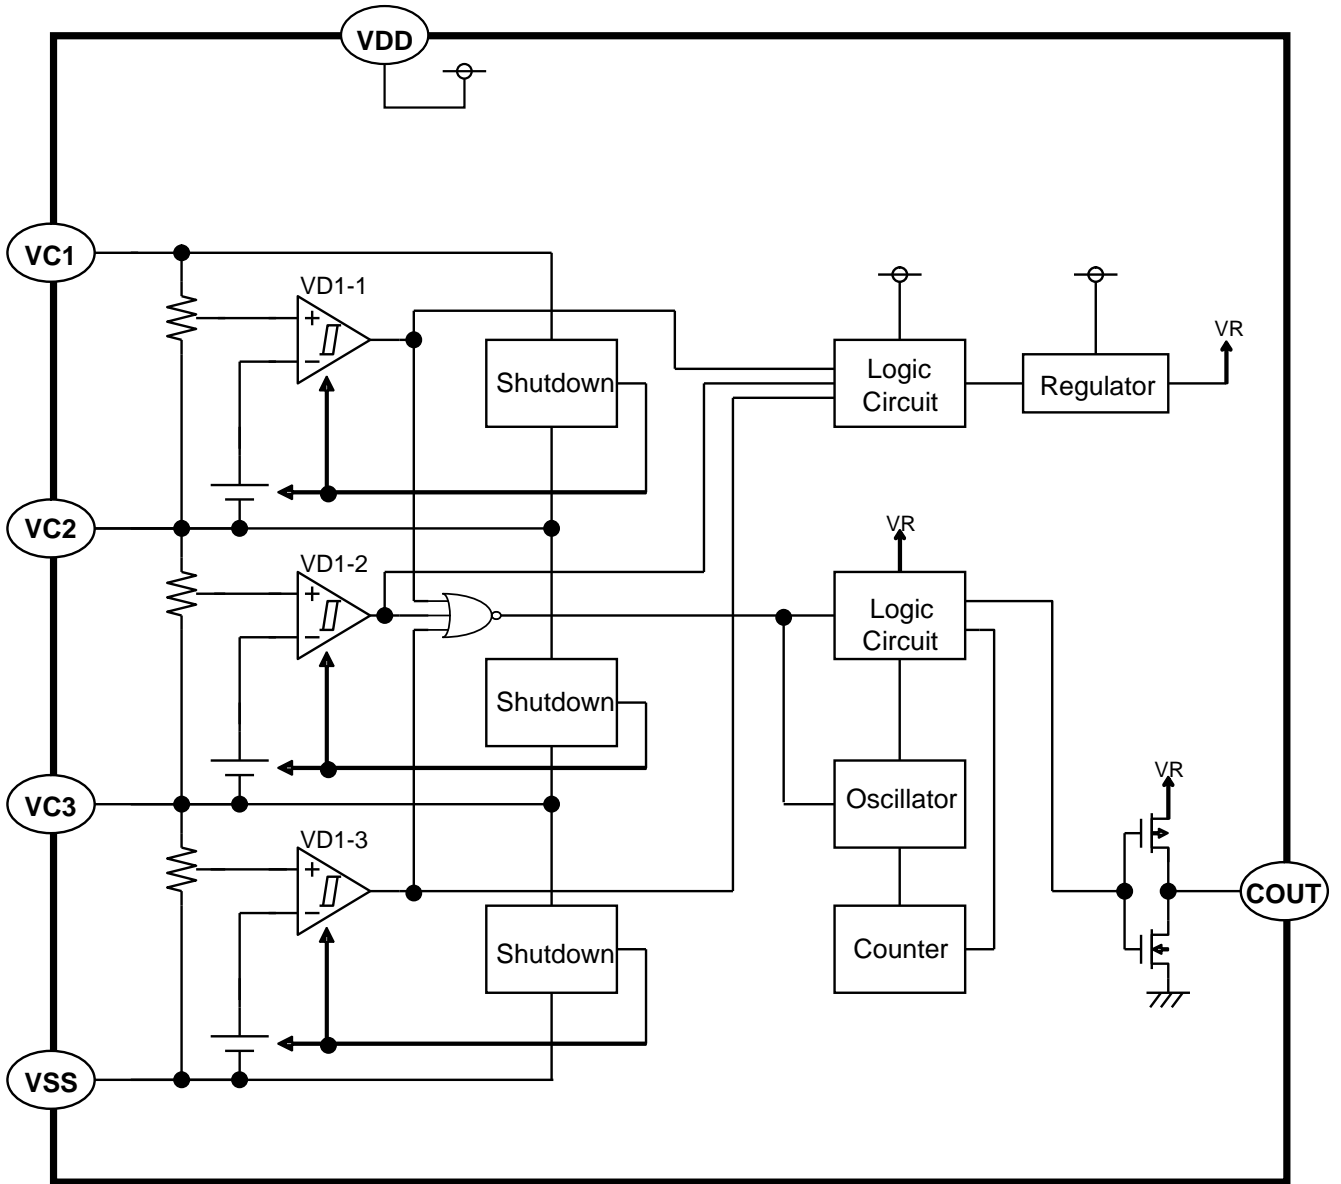 VDD
VC1
VD1-1
+
−
Shutdown
Logic
Circuit
Regulator
VR
VC2
VD1-2
+
−
Shutdown
VR
Logic
Circuit
VC3
VD1-3
+
−
Shutdown
Oscillator
Counter
VR
COUT
VSS